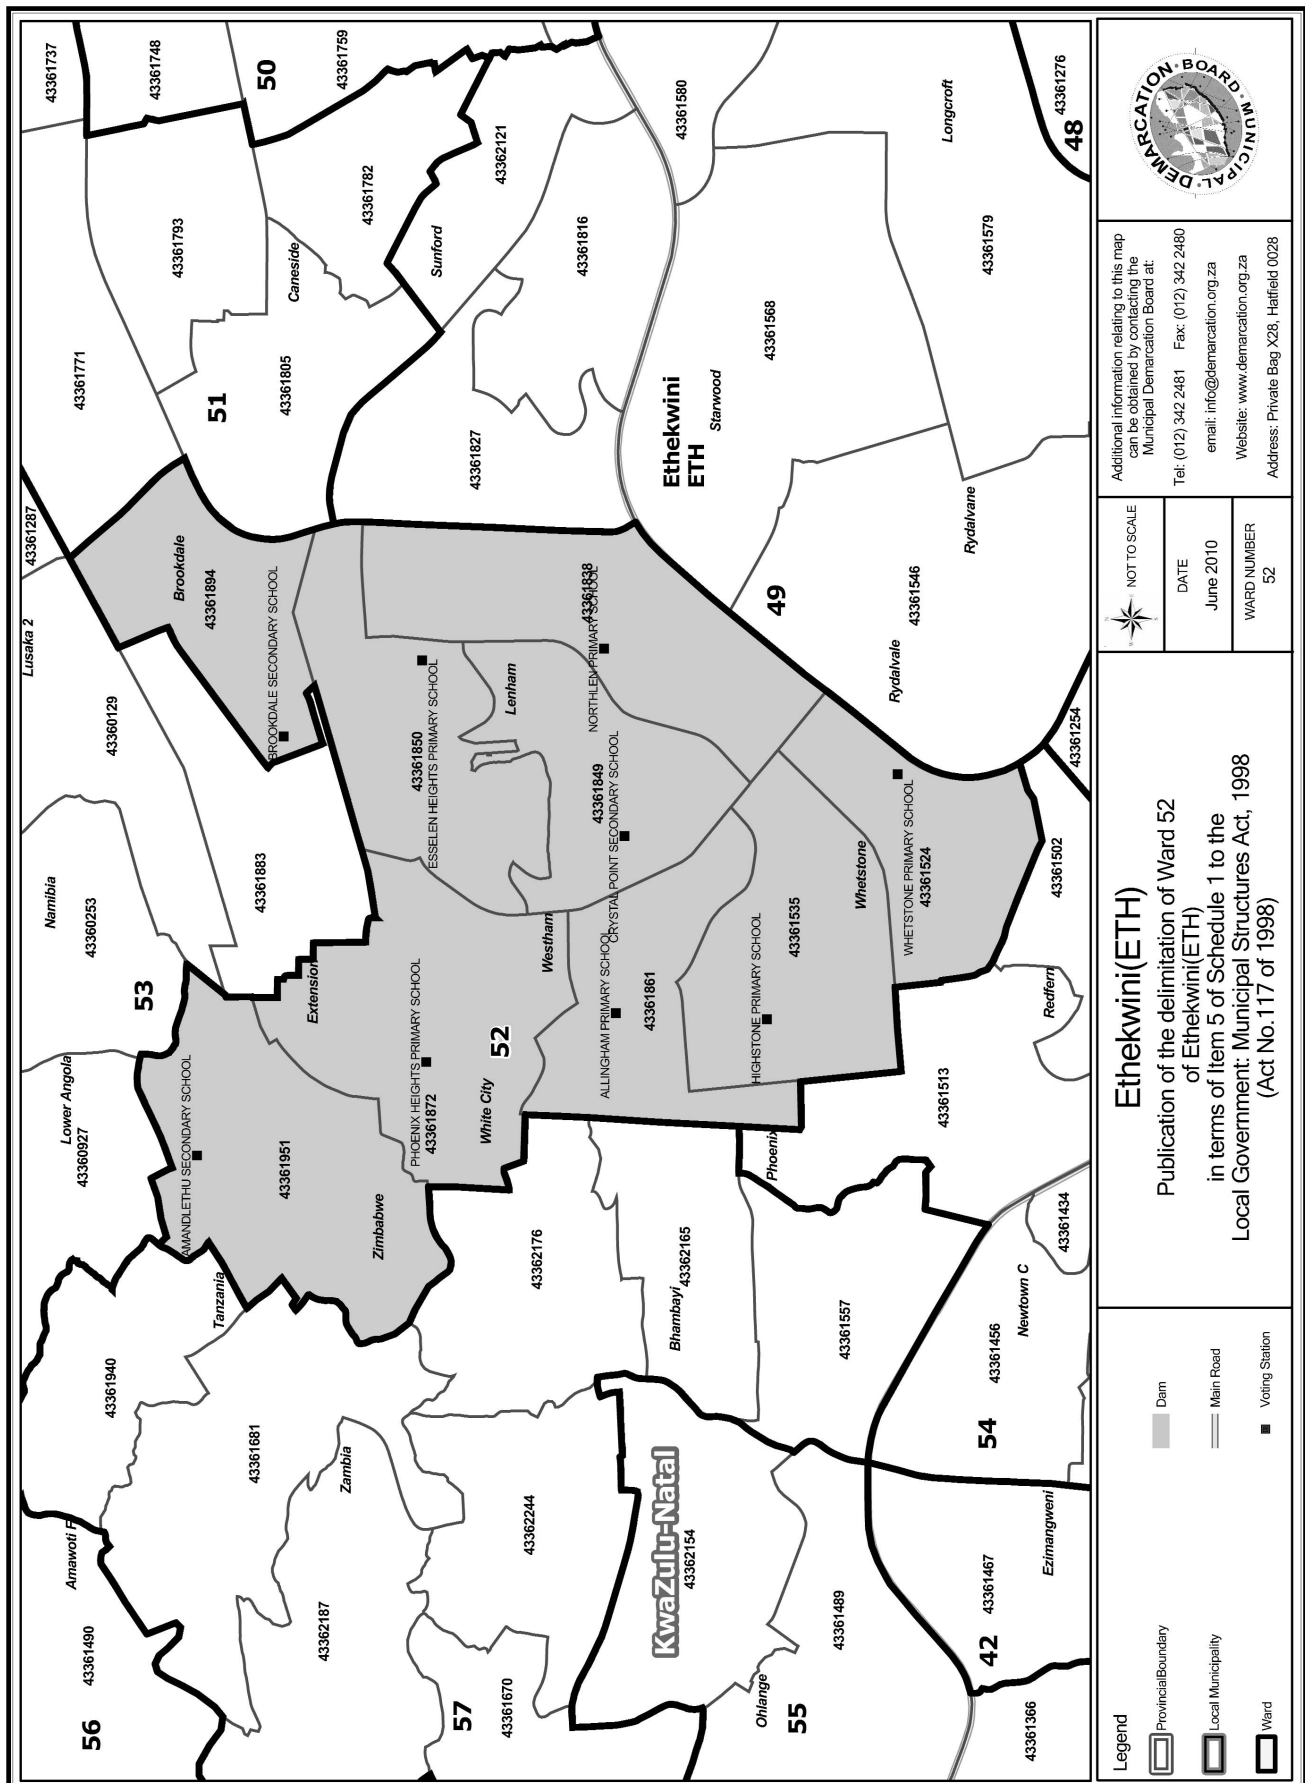 56
43361490
Amawoti F
43361940
43361681
Zambia
43362187
57
43361670
43362244
KwaZulu-Natal
43362154
Ohlange
55
43361489
42
43361467
Ezimangweni
43361366
54
43361456
Newtown C
43361434
43361557
Bhambayi
43362165
43362176
Tanzania
Zimbabwe
43361951
AMANDLETHU SECONDARY SCHOOL
Lower Angola
43360927
53
Namibia
43360253
43361883
43360129
Lusaka 2
43361287
Extension
PHOENIX HEIGHTS PRIMARY SCHOOL
43361872
White City
52
Westham
ALLINGHAM PRIMARY SCHOOL
43361861
HIGHSTONE PRIMARY SCHOOL
43361535
Phoenix
43361513
Redfern
43361502
Whetstone
WHETSTONE PRIMARY SCHOOL
43361524
43361849
CRYSTAL POINT SECONDARY SCHOOL
43361850
ESSELEN HEIGHTS PRIMARY SCHOOL
Lenham
NORTHLEN PRIMARY SCHOOL
43361838
BROOKDALE SECONDARY SCHOOL
Brookdale
43361894
43361254
Rydalvale
43361546
49
Rydalvane
Ethekwini
ETH
Starwood
43361568
43361579
Longcroft
43361580
48
43361276
43361827
43361816
Sunford
43362121
51
43361805
Caneside
43361782
43361793
43361771
50
43361759
43361748
43361737
Legend
ProvincialBoundary
Local Municipality
Ward
Dam
Main Road
Voting Station
Ethekwini(ETH)
Publication of the delimitation of Ward 52
of Ethekwini(ETH)
in terms of Item 5 of Schedule 1 to the
Local Government: Municipal Structures Act, 1998
(Act No.117 of 1998)
N
S
NOT TO SCALE
DATE
June 2010
WARD NUMBER
52
Additional information relating to this map
can be obtained by contacting the
Municipal Demarcation Board at:
Tel: (012) 342 2481 Fax: (012) 342 2480
email: info@demarcation.org.za
Website: www.demarcation.org.za
Address: Private Bag X28, Hatfield 0028
MUNICIPAL · DEMARCATION · BOARD ·